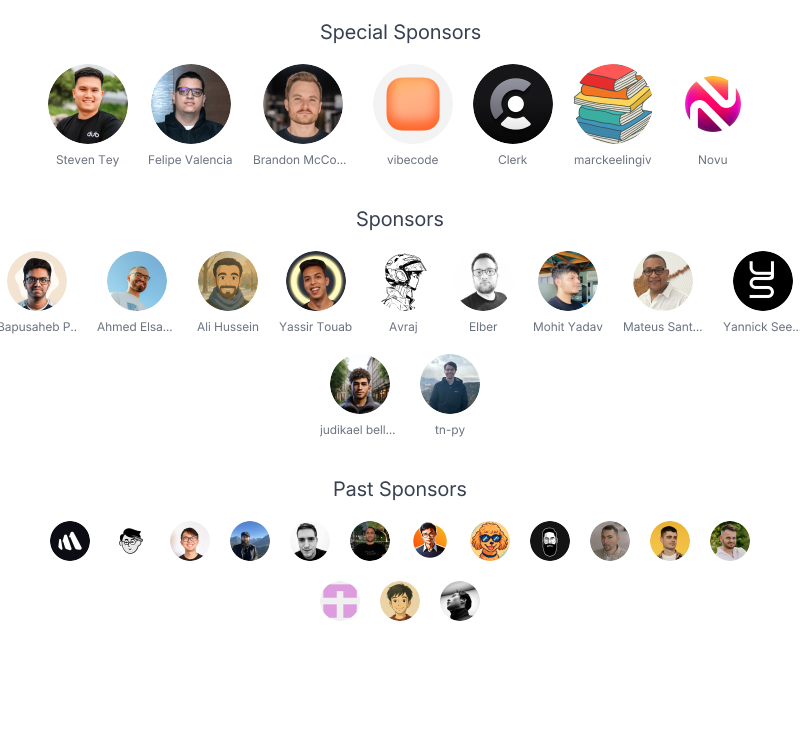 Special Sponsors
dub
Steven Tey Felipe Valencia Brandon McCo... vibecode Clerk marckeelingiv Novu
Sponsors
Bapusaheb P.. Ahmed Elsa... Ali Hussein Yassir Touab Avraj Elber Mohit Yadav Mateus Sant... Yannick See...
judikael bell... tn-py
Past Sponsors